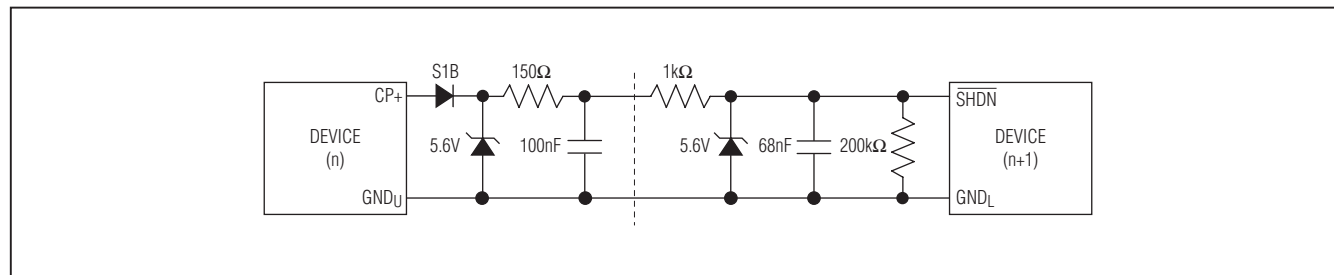 S1B
150Ω
1kΩ
CP+
SHDN
DEVICE
(n)
5.6V
100nF
5.6V
68nF
200kΩ
DEVICE
(n+1)
GNDU
GNDL